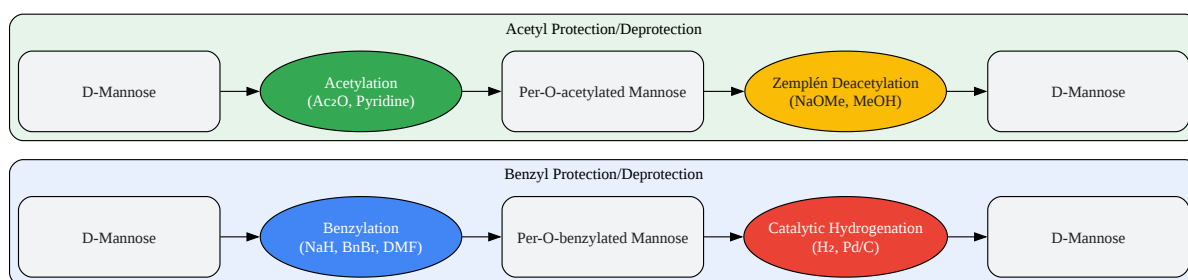 Acetyl Protection/Deprotection
D-Mannose
Acetylation
(Ac₂O, Pyridine)
Per-O-acetylated Mannose
Zemplén Deacetylation
(NaOMe, MeOH)
D-Mannose
Benzyl Protection/Deprotection
D-Mannose
Benzylation
(NaH, BnBr, DMF)
Per-O-benzylated Mannose
Catalytic Hydrogenation
(H₂, Pd/C)
D-Mannose